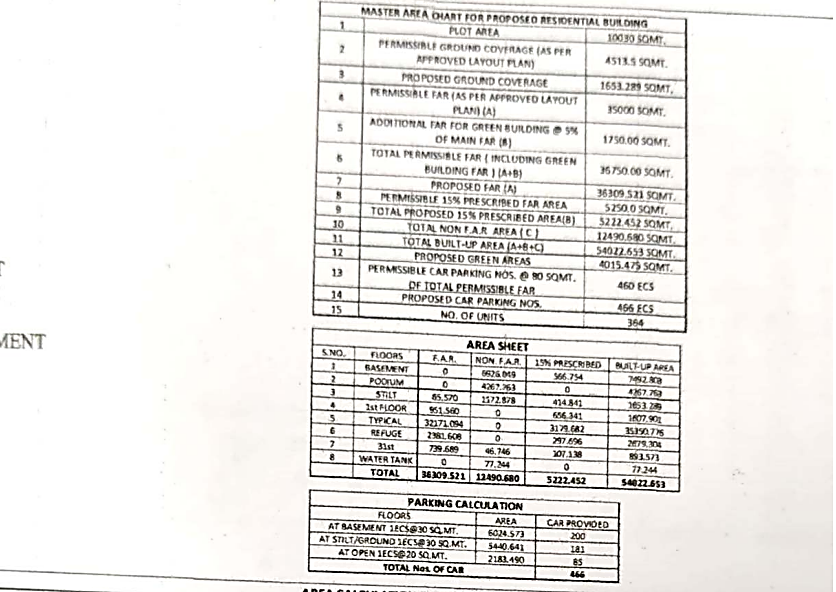 MASTER AREA CHART FOR PROPOSED RESIDENTIAL BUILDING
1 PLOT AREA 10030 SQMT.
2 PERMISSIBLE GROUND COVERAGE (AS PER APPROVED LAYOUT PLAN) 4513.5 SQMT.
3 PROPOSED GROUND COVERAGE 1653.289 SQMT.
4 PERMISSIBLE FAR (AS PER APPROVED LAYOUT PLAN) (A) 35000 SQMT.
5 ADDITIONAL FAR FOR GREEN BUILDING @ 5% OF MAIN FAR (B) 1750.00 SQMT.
6 TOTAL PERMISSIBLE FAR ( INCLUDING GREEN BUILDING FAR ) (A+B) 36750.00 SQMT.
7 PROPOSED FAR (A) 36309.521 SQMT.
8 PERMISSIBLE 15% PRESCRIBED FAR AREA 5250.0 SQMT.
9 TOTAL PROPOSED 15% PRESCRIBED AREA(B) 5222.452 SQMT.
10 TOTAL NON F.A.R. AREA ( C ) 12490.680 SQMT.
11 TOTAL BUILT-UP AREA (A+B+C) 54022.653 SQMT.
12 PROPOSED GREEN AREAS 4015.475 SQMT.
13 PERMISSIBLE CAR PARKING NOS. @ 80 SQMT. OF TOTAL PERMISSIBLE FAR 460 ECS
14 PROPOSED CAR PARKING NOS. 466 ECS
15 NO. OF UNITS 364
MENT
AREA SHEET
S.NO. FLOORS F.A.R. NON F.A.R. 15% PRESCRIBED BUILT-UP AREA
1 BASEMENT 0 6926.049 566.754 7492.803
2 PODIUM 0 4267.763 0 4267.763
3 STILT 65.570 1172.878 414.841 1653.289
4 1st FLOOR 951.560 0 656.341 1607.901
5 TYPICAL 32171.094 0 3179.682 35350.776
6 REFUGE 2381.608 0 297.696 2679.304
7 31st 739.689 46.746 107.138 893.573
8 WATER TANK 0 77.244 0 77.244
TOTAL 36309.521 12490.680 5222.452 54022.653
PARKING CALCULATION
FLOORS AREA CAR PROVIDED
AT BASEMENT 1ECS@30 SQ.MT. 6024.573 200
AT STILT/GROUND 1ECS@30 SQ.MT. 5440.641 181
AT OPEN 1ECS@20 SQ.MT. 2183.490 85
TOTAL Nos. OF CAR 466